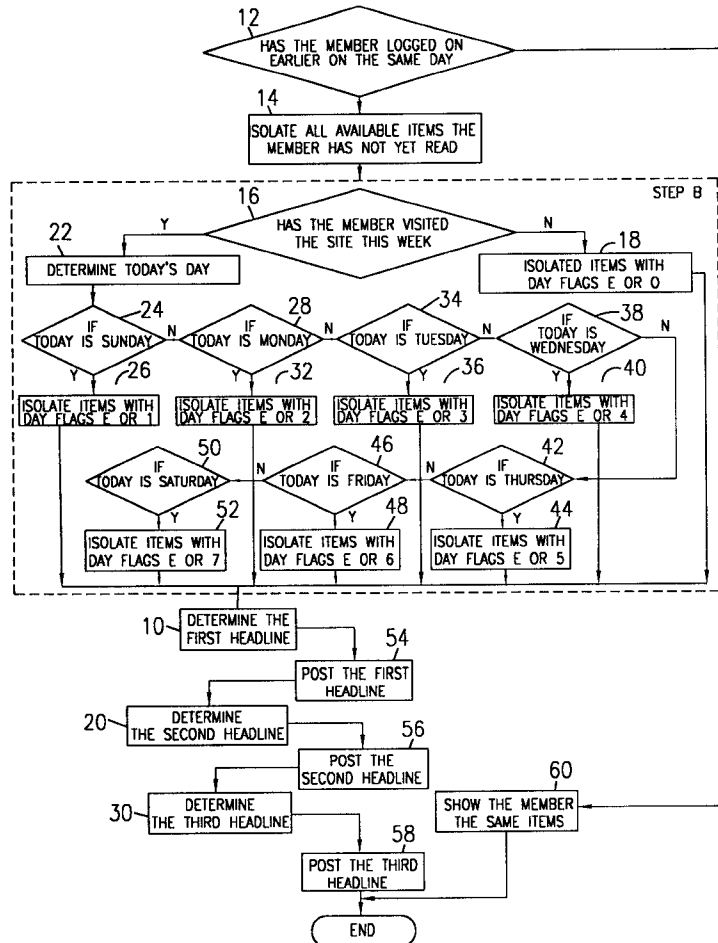 12
HAS THE MEMBER LOGGED ON
EARLIER ON THE SAME DAY
14
ISOLATE ALL AVAILABLE ITEMS THE
MEMBER HAS NOT YET READ
STEP B
16
Y
HAS THE MEMBER VISITED
THE SITE THIS WEEK
N
22
DETERMINE TODAY'S DAY
18
ISOLATED ITEMS WITH
DAY FLAGS E OR 0
24
IF
TODAY IS SUNDAY
N
28
IF
TODAY IS MONDAY
N
34
IF
TODAY IS TUESDAY
N
38
IF
TODAY IS
WEDNESDAY
N
Y
26
ISOLATE ITEMS WITH
DAY FLAGS E OR 1
Y
32
ISOLATE ITEMS WITH
DAY FLAGS E OR 2
Y
36
ISOLATE ITEMS WITH
DAY FLAGS E OR 3
Y
40
ISOLATE ITEMS WITH
DAY FLAGS E OR 4
50
IF
TODAY IS SATURDAY
N
46
IF
TODAY IS FRIDAY
N
42
IF
TODAY IS THURSDAY
Y
52
ISOLATE ITEMS WITH
DAY FLAGS E OR 7
Y
48
ISOLATE ITEMS WITH
DAY FLAGS E OR 6
Y
44
ISOLATE ITEMS WITH
DAY FLAGS E OR 5
10
DETERMINE THE
FIRST HEADLINE
54
POST THE FIRST
HEADLINE
20
DETERMINE
THE SECOND HEADLINE
56
POST THE
SECOND HEADLINE
30
DETERMINE
THE THIRD HEADLINE
60
SHOW THE MEMBER
THE SAME ITEMS
58
POST THE THIRD
HEADLINE
END